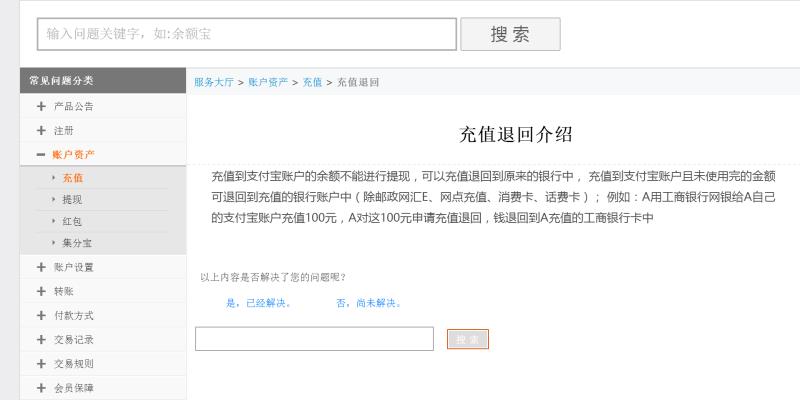 输入问题关键字，如:余额宝
搜 索
常见问题分类
服务大厅 > 账户资产 > 充值 > 充值退回
产品公告
注册
账户资产
充值
提现
红包
集分宝
账户设置
转账
付款方式
交易记录
交易规则
会员保障
充值退回介绍
充值到支付宝账户的余额不能进行提现，可以充值退回到原来的银行中， 充值到支付宝账户且未使用完的金额
可退回到充值的银行账户中（除邮政网汇E、网点充值、消费卡、话费卡）； 例如：A用工商银行网银给A自己
的支付宝账户充值100元，A对这100元申请充值退回，钱退回到A充值的工商银行卡中
以上内容是否解决了您的问题呢？
是，已经解决。
否，尚未解决。
搜 索